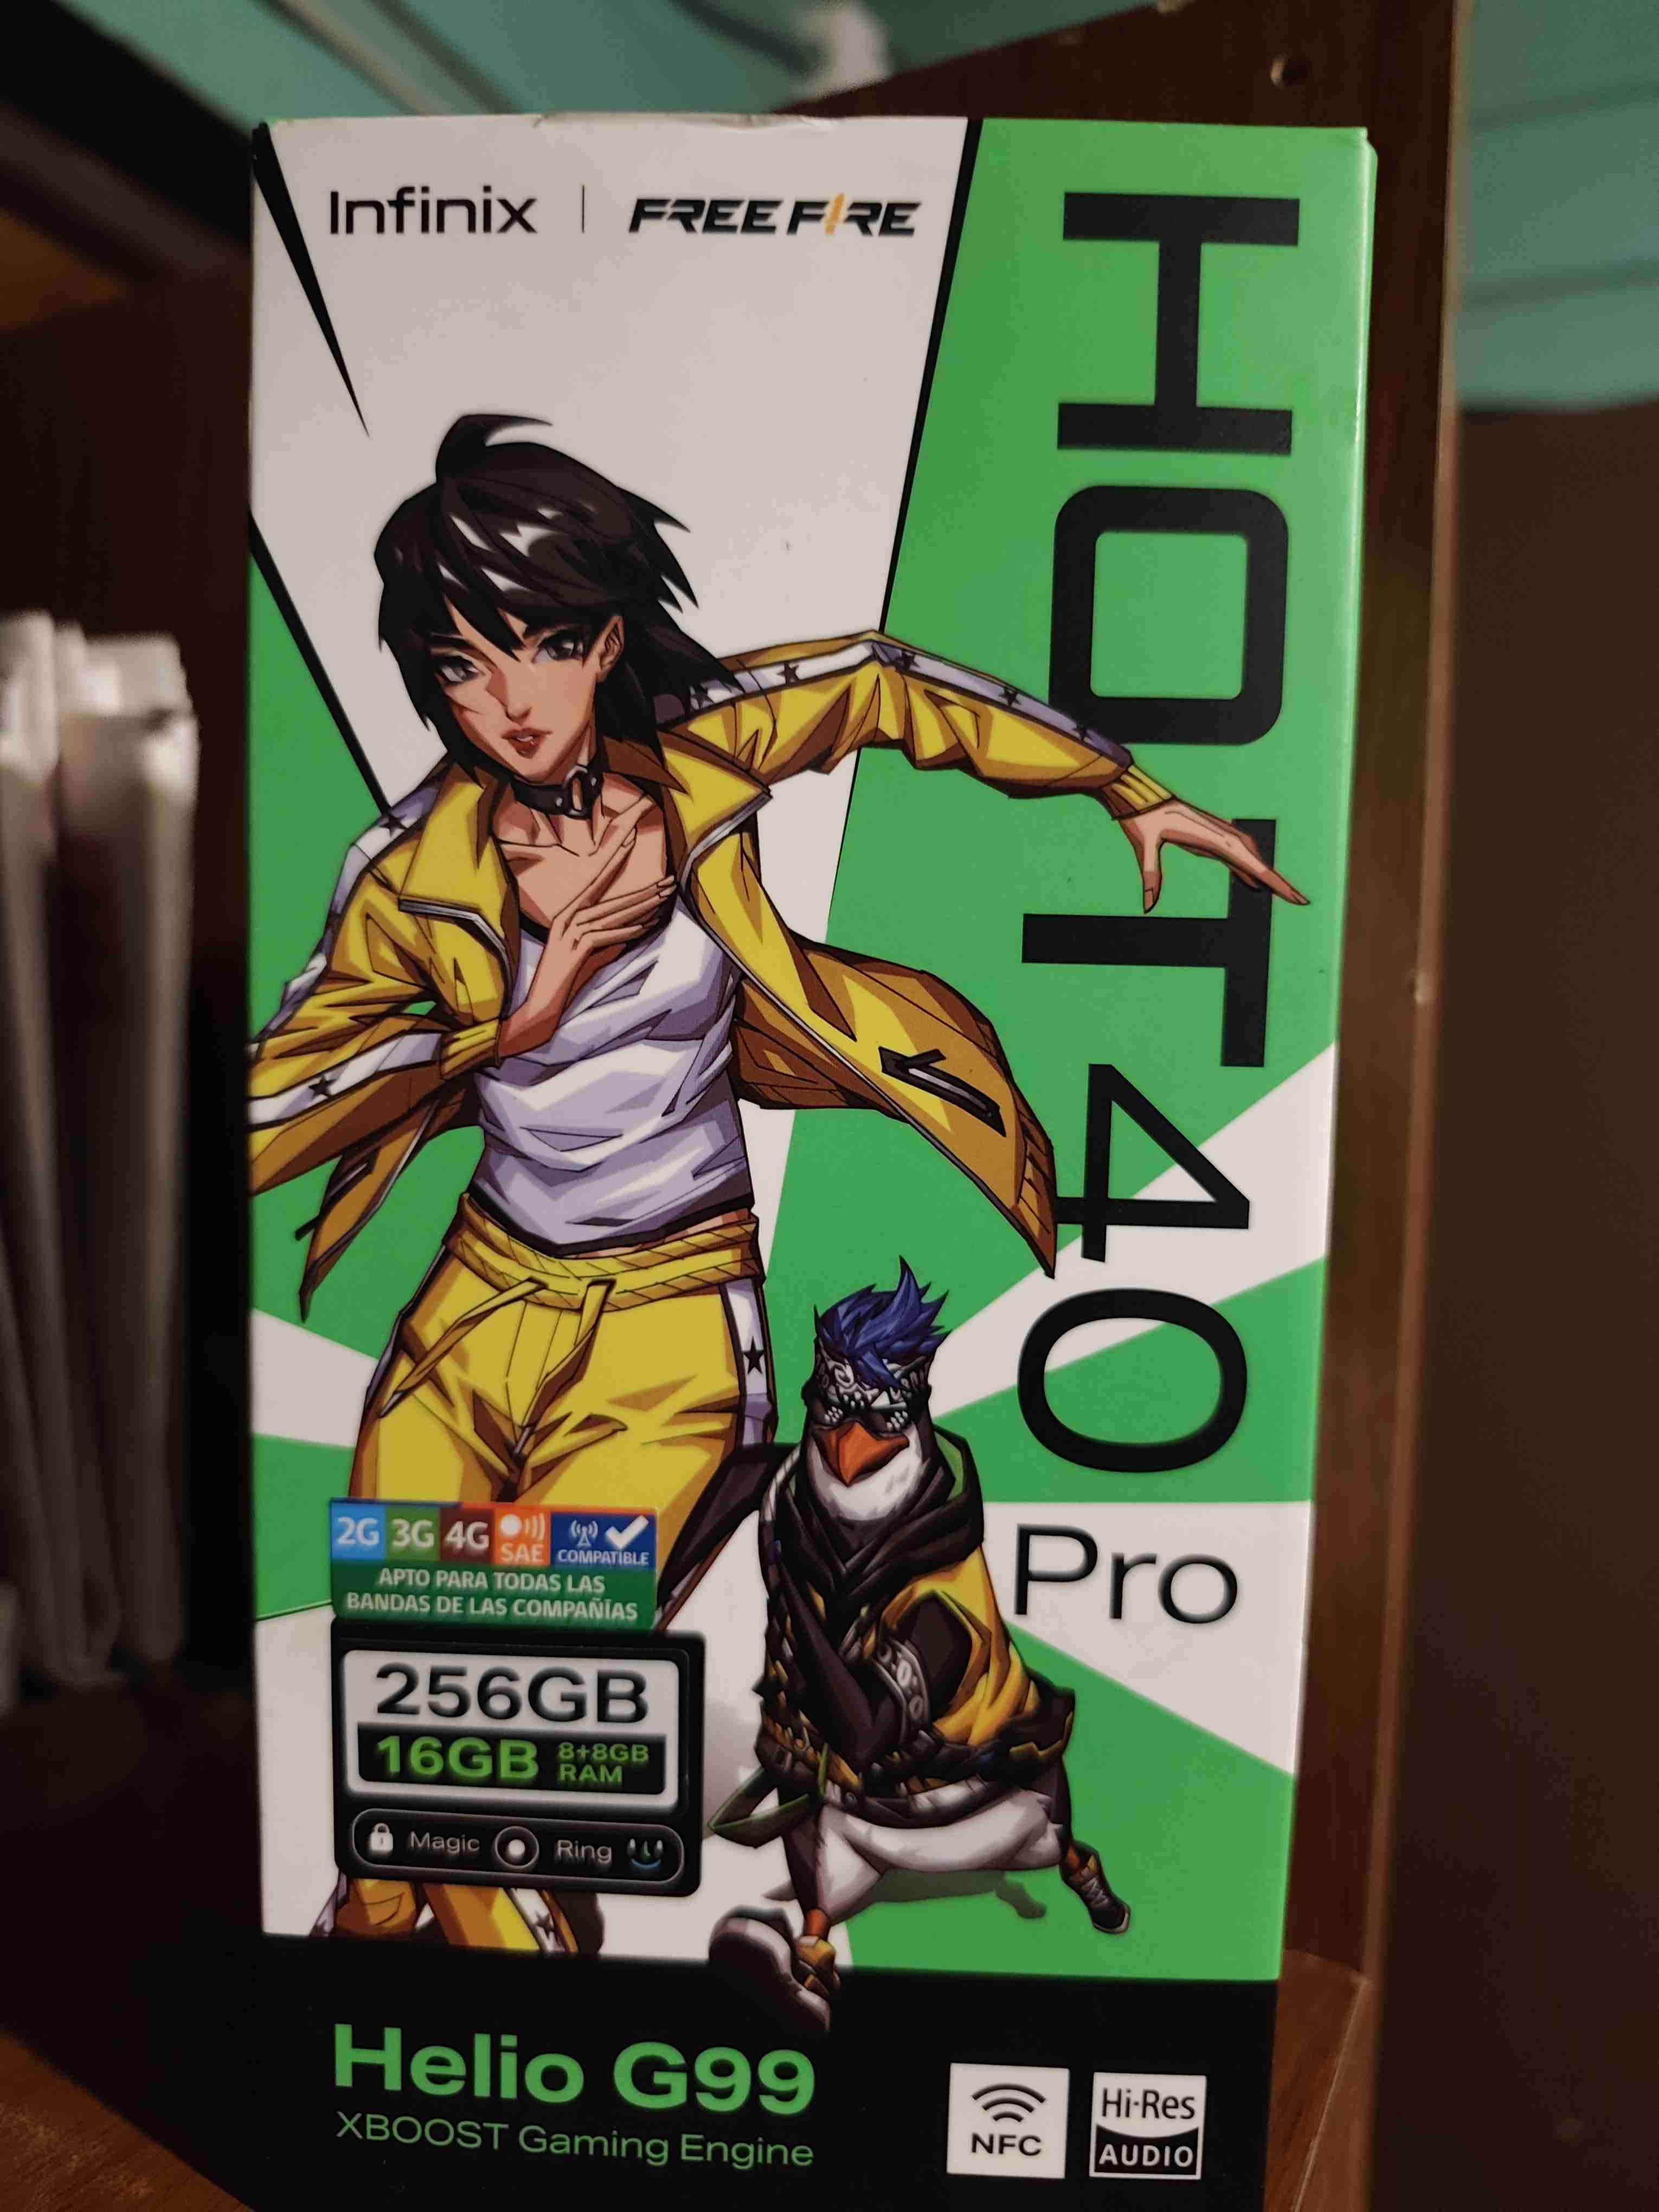 Infinix | FREE FIRE
HOT 40 Pro
2G 3G 4G SAE COMPATIBLE
APTO PARA TODAS LAS
BANDAS DE LAS COMPAÑÍAS
256GB
16GB 8+8GB RAM
Magic Ring
Helio G99
XBOOST Gaming Engine
NFC
Hi-Res
AUDIO